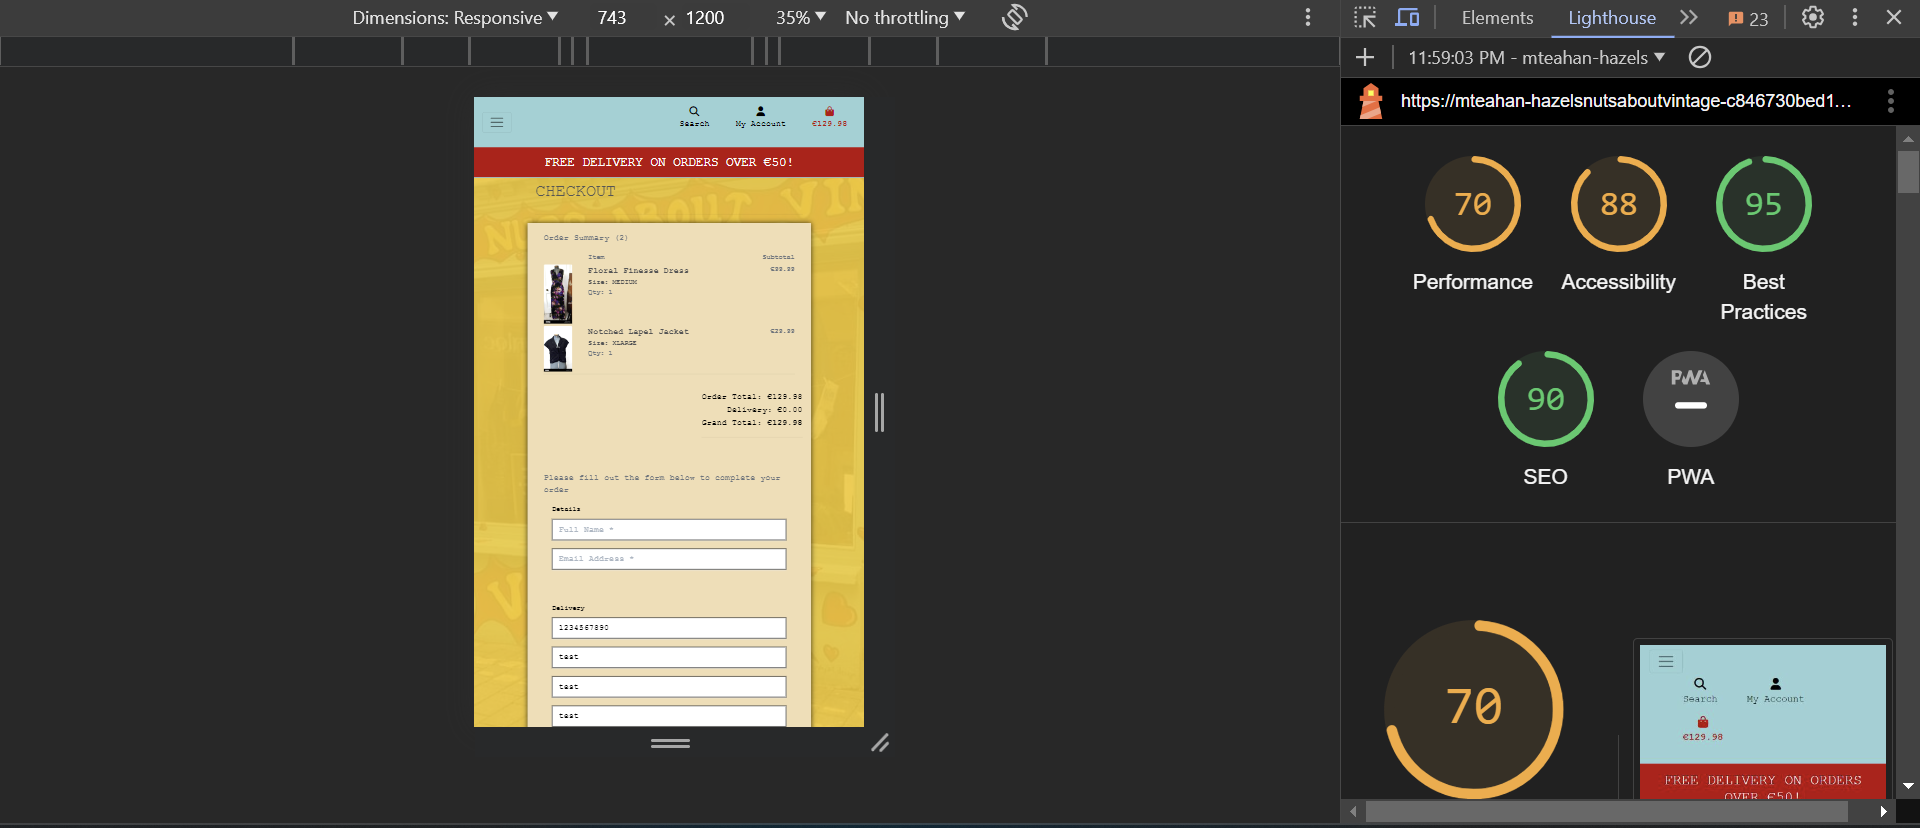 Dimensions: Responsive 743 × 1200 35% No throttling
Elements Lighthouse 23
11:59:03 PM - mteahan-hazels
https://mteahan-hazelsnutsaboutvintage-c846730bed1…
Search My Account €129.98
FREE DELIVERY ON ORDERS OVER €50!
CHECKOUT
Order Summary (2)
Item Subtotal
Floral Finesse Dress
Size: MEDIUM
Qty: 1
Notched Lapel Jacket
Size: XLARGE
Qty: 1
Order Total: €129.98
Delivery: €0.00
Grand Total: €129.98
Please fill out the form below to complete your
order
Details
Full Name *
Email Address *
Delivery
1234567890
test
test
test
70 88 95
Performance Accessibility Best
Practices
90 PWA
SEO PWA
70
Search My Account
€129.98
FREE DELIVERY ON ORDERS
OVER €50!